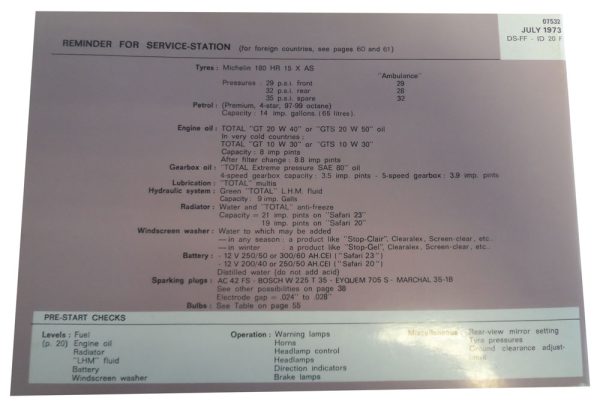 07532
JULY 1973
DS-FF - ID 20 F
REMINDER FOR SERVICE-STATION (for foreign countries, see pages 60 and 61)
Tyres : Michelin 180 HR 15 X AS
"Ambulance"
Pressures : 29 p.s.i. front 29
32 p.s.i. rear 28
35 p.s.i. spare 32
Petrol : (Premium, 4-star, 97-99 octane)
Capacity : 14 imp. gallons. (65 litres).
Engine oil : TOTAL "GT 20 W 40" or "GTS 20 W 50" oil
In very cold countries :
TOTAL "GT 10 W 30" or "GTS 10 W 30"
Capacity : 8 imp pints
After filter change : 8.8 imp pints
Gearbox oil : "TOTAL Extreme pressure SAE 80" oil
4-speed gearbox capacity : 3.5 imp. pints - 5-speed gearbox : 3.9 imp. pints
Lubrication : "TOTAL" multis
Hydraulic system : Green "TOTAL" L.H.M. fluid
Capacity : 9 imp. Galls
Radiator : Water and "TOTAL" anti-freeze
Capacity = 21 imp. pints on "Safari 23"
19 imp. pints on "Safari 20"
Windscreen washer : Water to which may be added
— in any season : a product like "Stop-Clair", Clearalex, Screen-clear, etc..
— in winter : a product like "Stop-Gel", Clearalex, Screen-clear, etc.
Battery : - 12 V 250/50 or 300/60 AH.CEI ("Safari 23")
- 12 V 200/40 or 250/50 AH.CEI ("Safari 20")
Distilled water (do not add acid)
Sparking plugs : AC 42 FS - BOSCH W 225 T 35 - EYQUEM 705 S - MARCHAL 35-1B
See other possibilities on page 38
Electrode gap = .024" to .028"
Bulbs : See Table on page 55
PRE-START CHECKS
Levels : Fuel
(p. 20) Engine oil
Radiator
"LHM" fluid
Battery
Windscreen washer
Operation : Warning lamps
Horns
Headlamp control
Headlamps
Direction indicators
Brake lamps
Miscellaneous : Rear-view mirror setting
Tyre pressures
Ground clearance adjust-
ment